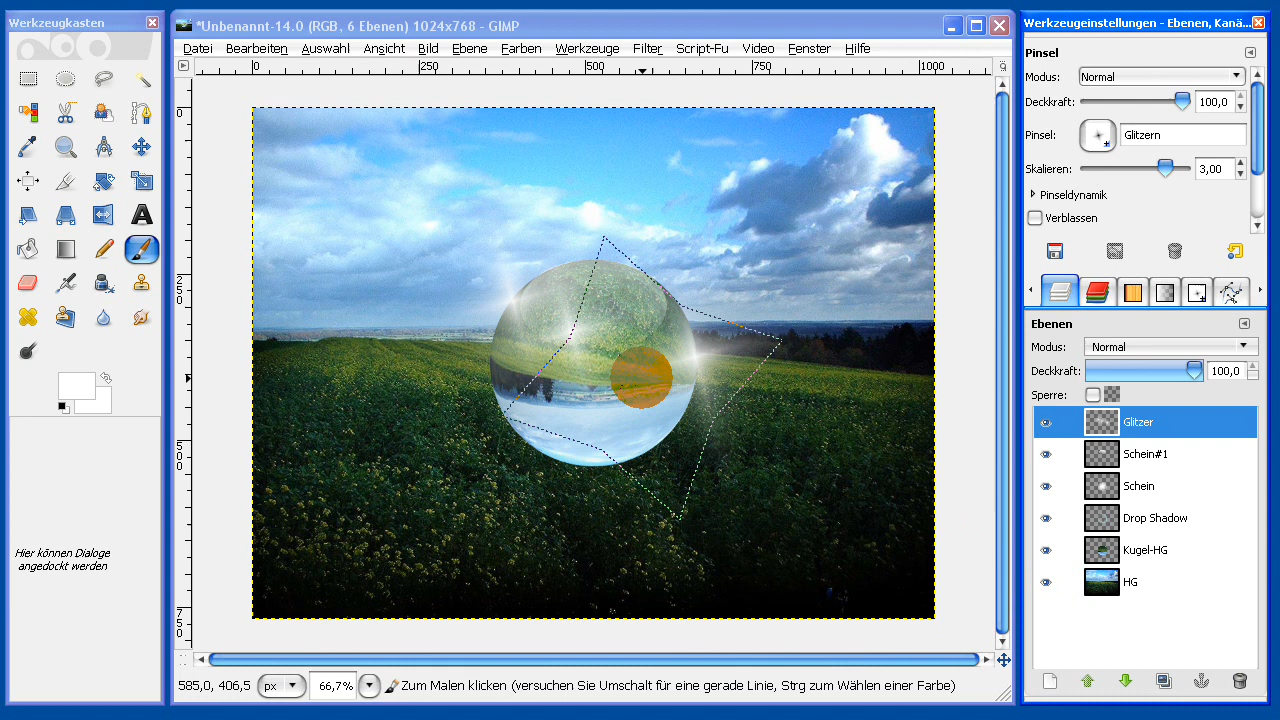 Werkzeugkasten
Hier können Dialoge
angedockt werden
*Unbenannt-14.0 (RGB, 6 Ebenen) 1024x768 - GIMP
Datei Bearbeiten Auswahl Ansicht Bild Ebene Farben Werkzeuge Filter Script-Fu Video Fenster Hilfe
0 250 500 750 1000
0
250
500
750
585,0, 406,5 px 66,7% Zum Malen klicken (versuchen Sie Umschalt für eine gerade Linie, Strg zum Wählen einer Farbe)
Werkzeugeinstellungen - Ebenen, Kanä...
Pinsel
Modus: Normal
Deckkraft: 100,0
Pinsel: Glitzern
Skalieren: 3,00
Pinseldynamik
Verblassen
Ebenen
Modus: Normal
Deckkraft: 100,0
Sperre:
Glitzer
Schein#1
Schein
Drop Shadow
Kugel-HG
HG